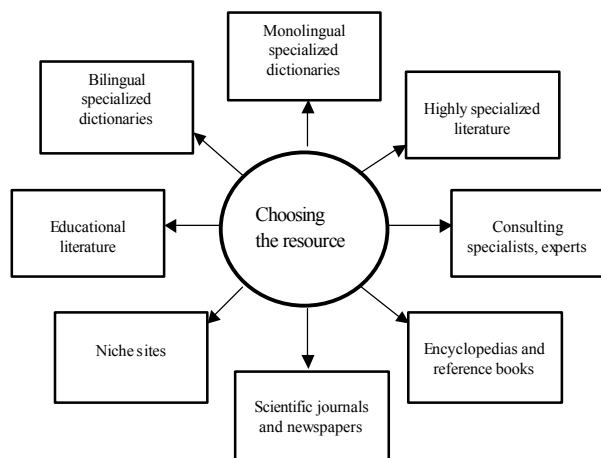 Monolingual
specialized
dictionaries
Bilingual
specialized
dictionaries
Highly specialized
literature
Educational
literature
Choosing
the resource
Consulting
specialists, experts
Niche sites
Encyclopedias and
reference books
Scientific journals
and newspapers